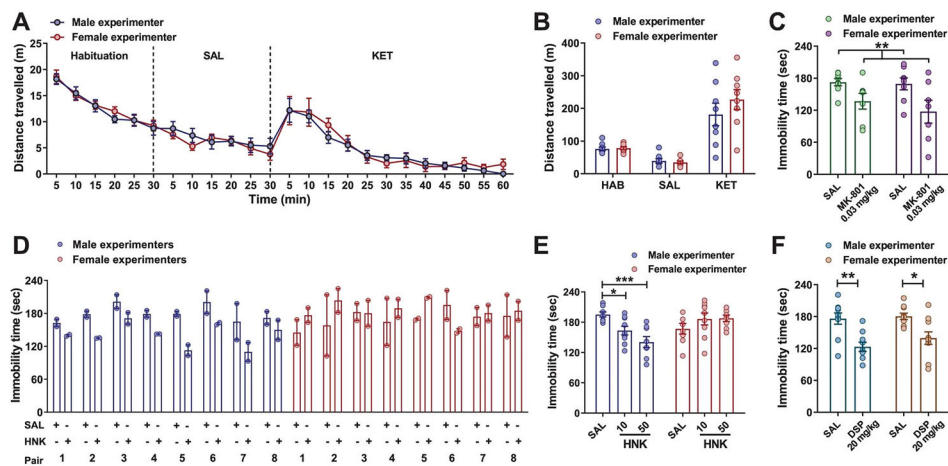 A
Male experimenter
Female experimenter
Distance travelled (m)
25
20
15
10
5
0
Habituation
SAL
KET
5 10 15 20 25 30 5 10 15 20 25 30 5 10 15 20 25 30 35 40 45 50 55 60
Time (min)
B
Male experimenter
Female experimenter
Distance travelled (m)
400
300
200
100
0
HAB SAL KET
C
Male experimenter
Female experimenter
Immobility time (sec)
240
180
120
60
0
**
SAL
MK-801
0.03 mg/kg
SAL
MK-801
0.03 mg/kg
D
Male experimenters
Female experimenters
Immobility time (sec)
240
180
120
60
0
SAL + - + - + - + - + - + - + - + - + - + - + - + - + - + - + - + -
HNK - + - + - + - + - + - + - + - + - + - + - + - + - + - + - + - +
Pair 1 2 3 4 5 6 7 8 1 2 3 4 5 6 7 8
E
Male experimenter
Female experimenter
Immobility time (sec)
240
180
120
60
0
***
*
SAL 10 50 SAL 10 50
HNK HNK
F
Male experimenter
Female experimenter
Immobility time (sec)
240
180
120
60
0
** *
SAL
DSP
20 mg/kg
SAL
DSP
20 mg/kg